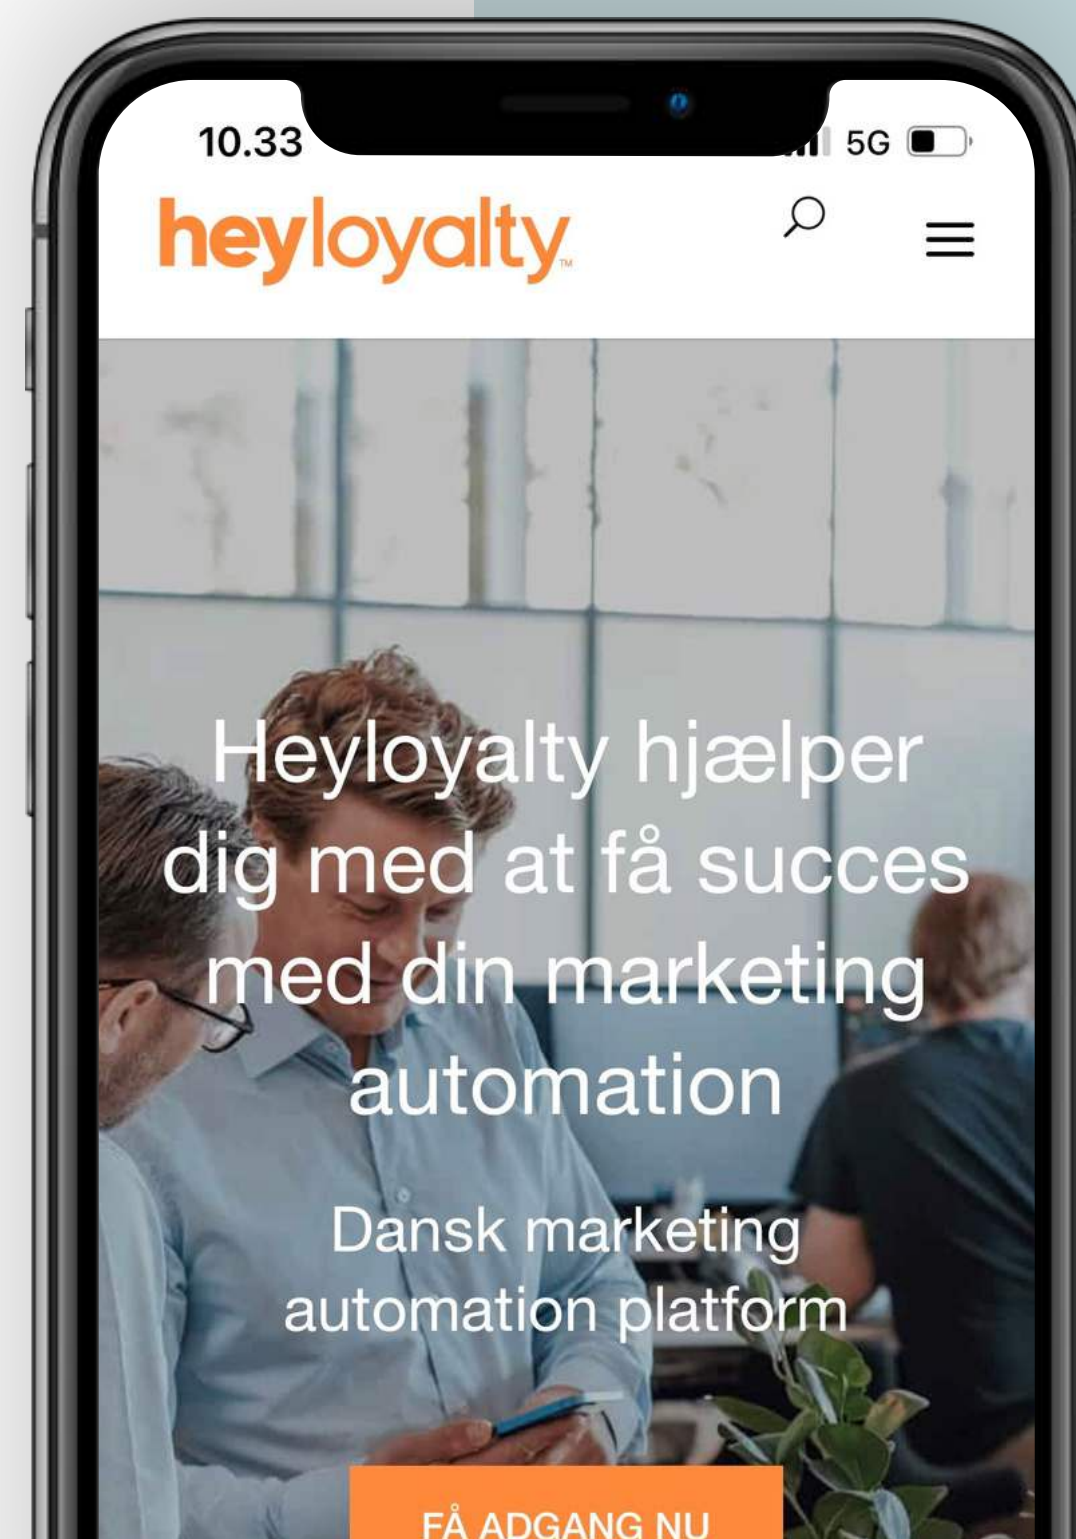 10.33
5G
heyloyalty™
Heyloyalty hjælper
dig med at få succes
med din marketing
automation
Dansk marketing
automation platform
FÅ ADGANG NU